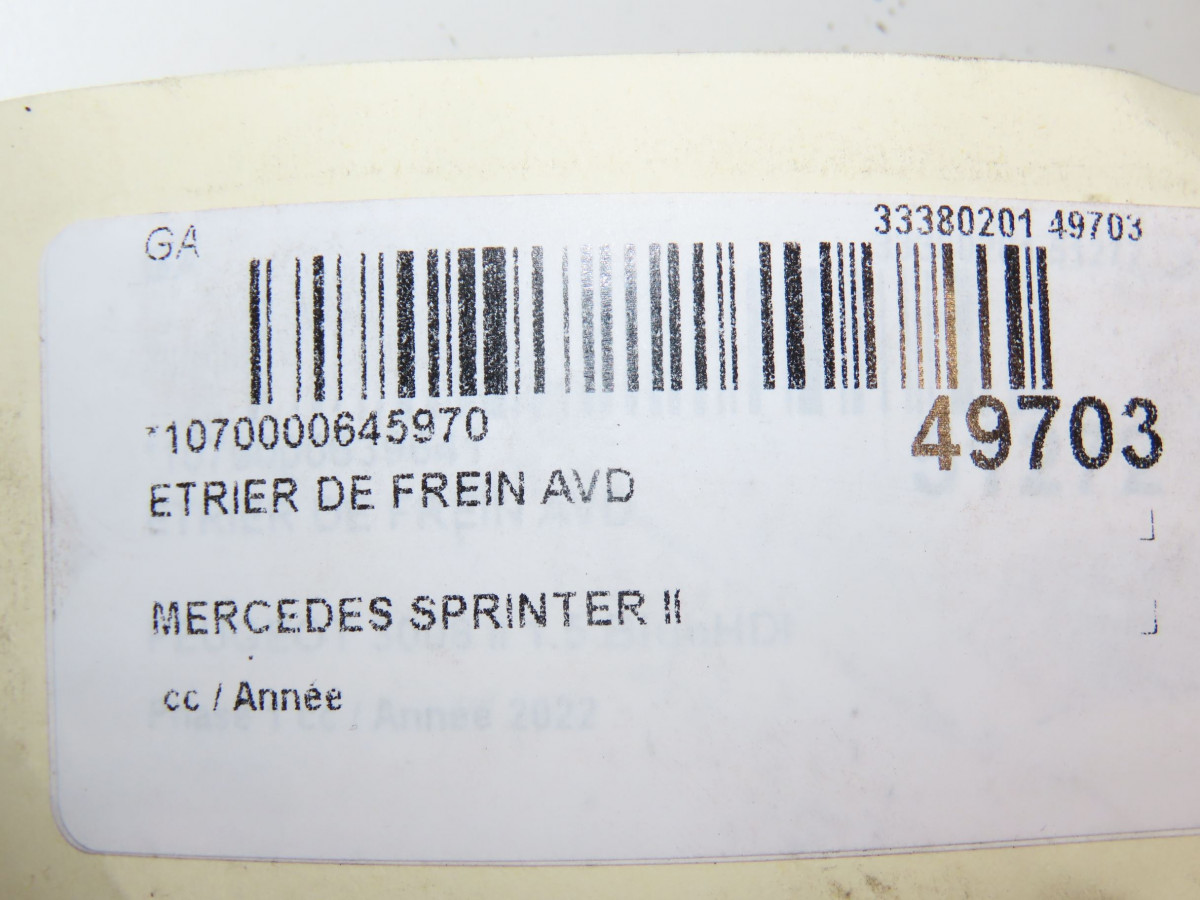 GA
33380201 49703
*1070000645970
49703
ETRIER DE FREIN AVD
MERCEDES SPRINTER II
cc / Année